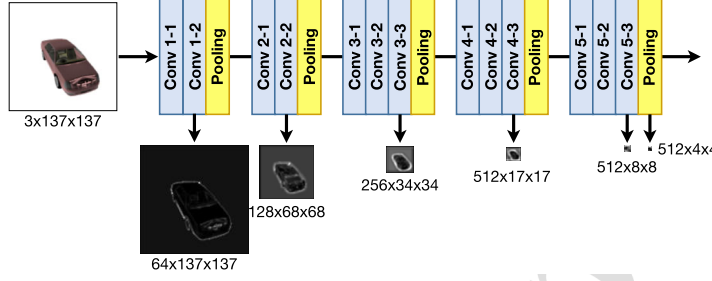 Conv 1-1
Conv 1-2
Pooling
Conv 2-1
Conv 2-2
Pooling
Conv 3-1
Conv 3-2
Conv 3-3
Pooling
Conv 4-1
Conv 4-2
Conv 4-3
Pooling
Conv 5-1
Conv 5-2
Conv 5-3
Pooling
3x137x137
64x137x137
128x68x68
256x34x34
512x17x17
512x8x8
512x4x4